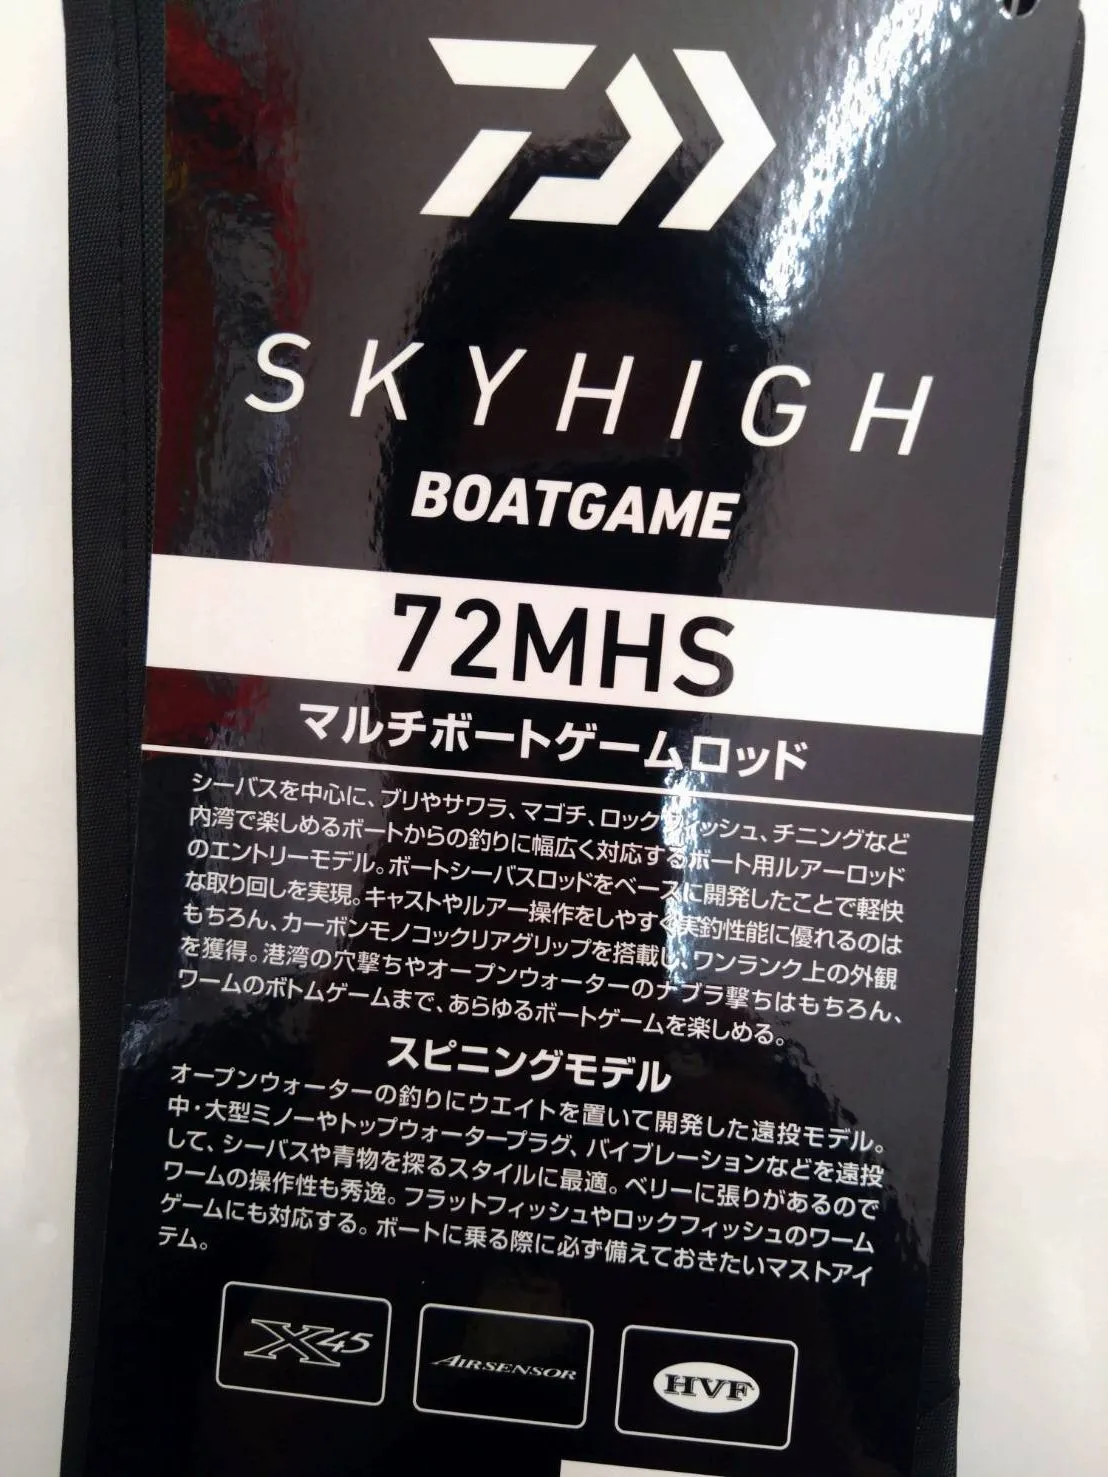 SKYHIGH
BOATGAME
72MHS
マルチボートゲームロッド
シーバスを中心に、ブリやサワラ、マゴチ、ロックフィッシュ、チニングなど
内湾で楽しめるボートからの釣りに幅広く対応するボート用ルアーロッド
のエントリーモデル。ボートシーバスロッドをベースに開発したことで軽快
な取り回しを実現。キャストやルアー操作をしやすく実釣性能に優れるのは
もちろん、カーボンモノコックリアグリップを搭載し、ワンランク上の外観
を獲得。港湾の穴撃ちやオープンウォーターのナブラ撃ちはもちろん、
ワームのボトムゲームまで、あらゆるボートゲームを楽しめる。
スピニングモデル
オープンウォーターの釣りにウエイトを置いて開発した遠投モデル。
中・大型ミノーやトップウォータープラグ、バイブレーションなどを遠投
して、シーバスや青物を探るスタイルに最適。ベリーに張りがあるので
ワームの操作性も秀逸。フラットフィッシュやロックフィッシュのワーム
ゲームにも対応する。ボートに乗る際に必ず備えておきたいマストアイ
テム。
X45
AIRSENSOR
HVF